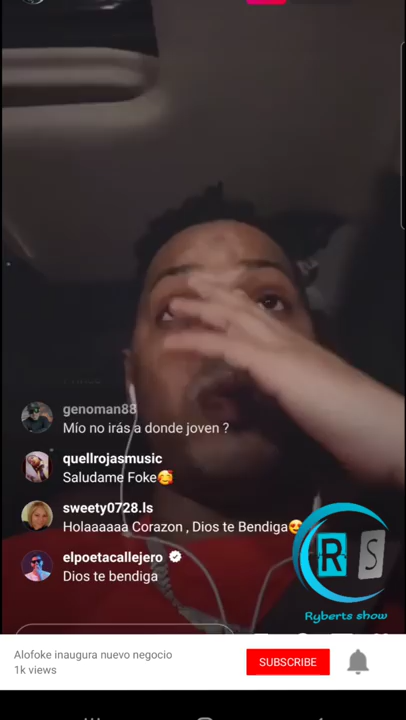 genoman88
Mío no irás a donde joven ?
quellrojasmusic
Saludame Foke🥰
sweety0728.ls
Holaaaaaa Corazon , Dios te Bendiga😍
elpoetacallejero
Dios te bendiga
R S
Ryberts show
Alofoke inaugura nuevo negocio
1k views
SUBSCRIBE